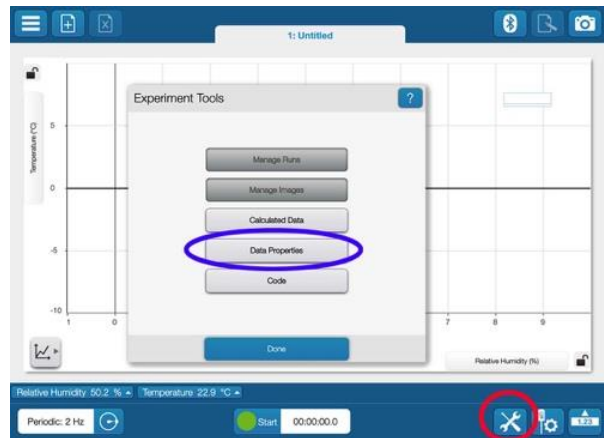 1: Untitled
Experiment Tools
?
Manage Runs
Manage Images
Calculated Data
Data Properties
Code
Done
Temperature (°C)
5
0
-5
-10
1
0
7
8
9
Relative Humidity (%)
Relative Humidity 50.2 %
Temperature 22.9 °C
Periodic: 2 Hz
Start
00:00:00.0
1.23